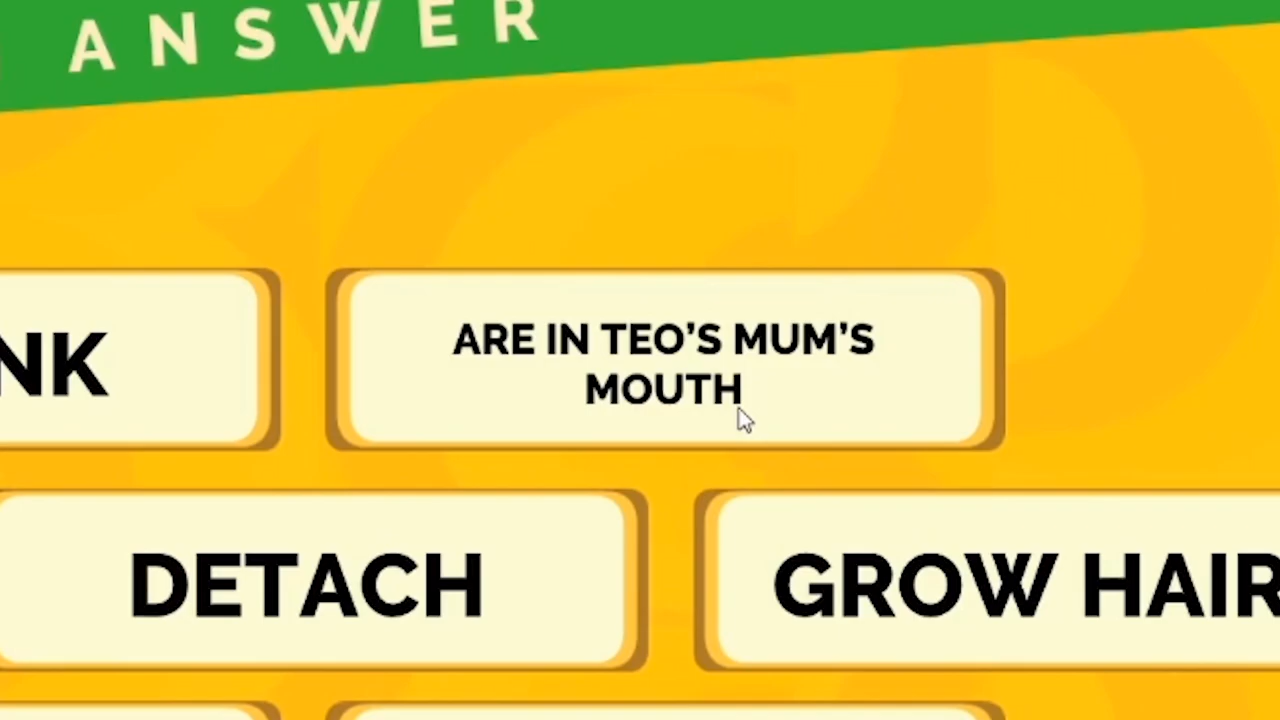 ANSWER
NK
ARE IN TEO'S MUM'S
MOUTH
DETACH
GROW HAIR